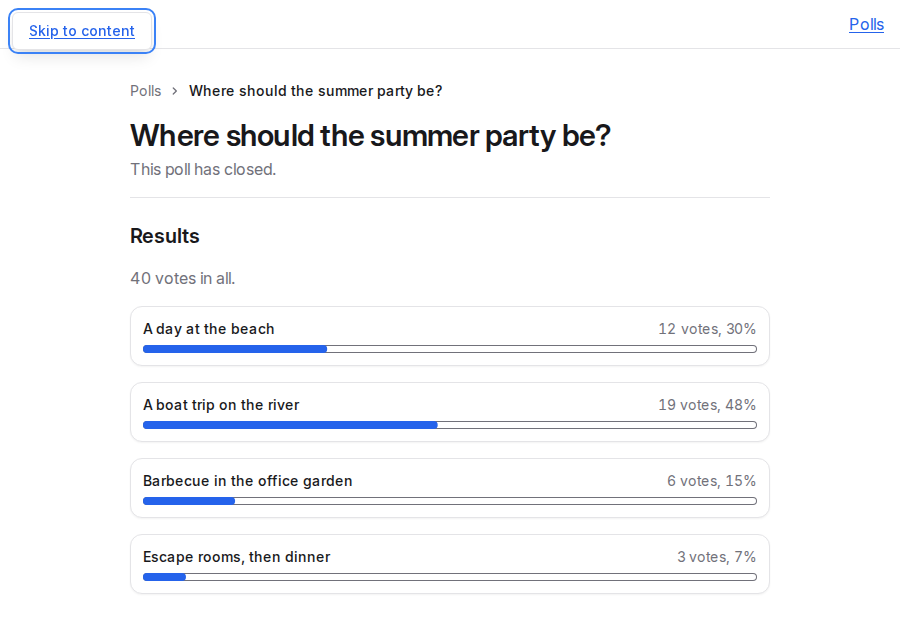 Skip to content
Polls
Polls > Where should the summer party be?
Where should the summer party be?
This poll has closed.
Results
40 votes in all.
A day at the beach 12 votes, 30%
A boat trip on the river 19 votes, 48%
Barbecue in the office garden 6 votes, 15%
Escape rooms, then dinner 3 votes, 7%